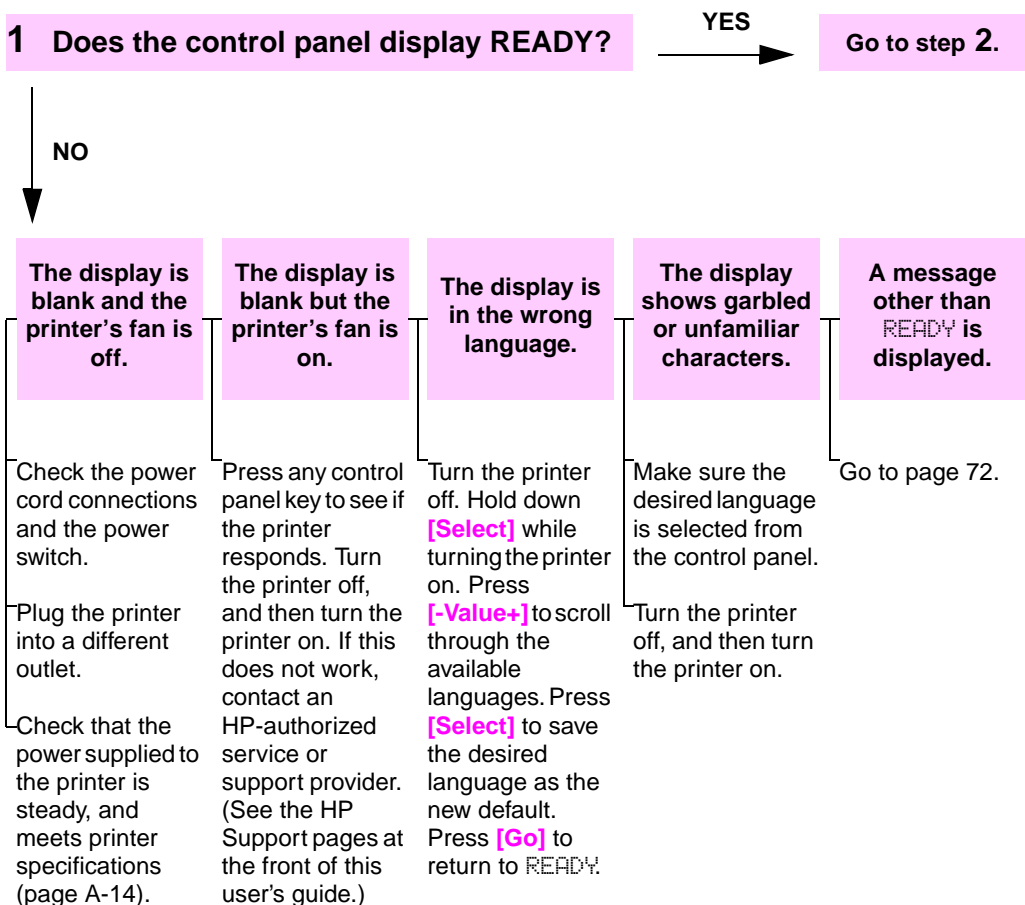 1 Does the control panel display READY?
YES
Go to step 2.
NO
The display is
blank and the
printer's fan is
off.
The display is
blank but the
printer's fan is
on.
The display is
in the wrong
language.
The display
shows garbled
or unfamiliar
characters.
A message
other than
READY is
displayed.
Check the power
cord connections
and the power
switch.
Plug the printer
into a different
outlet.
Check that the
power supplied to
the printer is
steady, and
meets printer
specifications
(page A-14).
Press any control
panel key to see if
the printer
responds. Turn
the printer off,
and then turn the
printer on. If this
does not work,
contact an
HP-authorized
service or
support provider.
(See the HP
Support pages at
the front of this
user's guide.)
Turn the printer
off. Hold down
[Select] while
turning the printer
on. Press
[-Value+] to scroll
through the
available
languages. Press
[Select] to save
the desired
language as the
new default.
Press [Go] to
return to READY.
Make sure the
desired language
is selected from
the control panel.
Turn the printer
off, and then turn
the printer on.
Go to page 72.